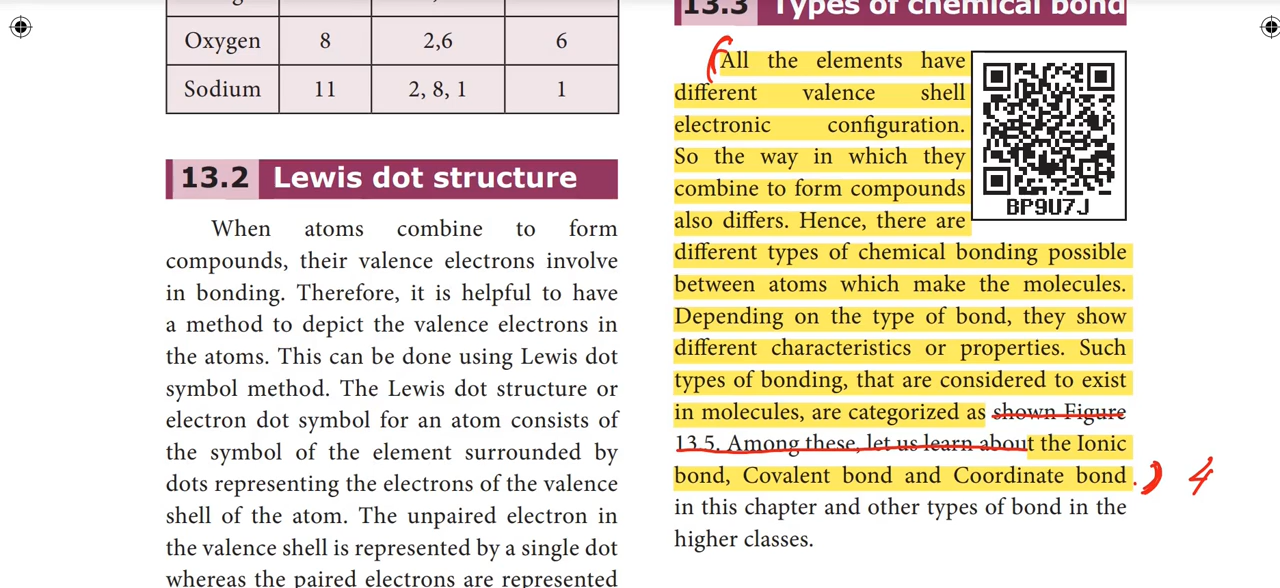 Oxygen 8 2,6 6
Sodium 11 2, 8, 1 1
13.2 Lewis dot structure
When atoms combine to form
compounds, their valence electrons involve
in bonding. Therefore, it is helpful to have
a method to depict the valence electrons in
the atoms. This can be done using Lewis dot
symbol method. The Lewis dot structure or
electron dot symbol for an atom consists of
the symbol of the element surrounded by
dots representing the electrons of the valence
shell of the atom. The unpaired electron in
the valence shell is represented by a single dot
whereas the paired electrons are represented
13.3 Types of chemical bond
(All the elements have
different valence shell
electronic configuration.
So the way in which they
combine to form compounds
also differs. Hence, there are
BP9U7J
different types of chemical bonding possible
between atoms which make the molecules.
Depending on the type of bond, they show
different characteristics or properties. Such
types of bonding, that are considered to exist
in molecules, are categorized as shown Figure
13.5. Among these, let us learn about the Ionic
bond, Covalent bond and Coordinate bond.) 4
in this chapter and other types of bond in the
higher classes.